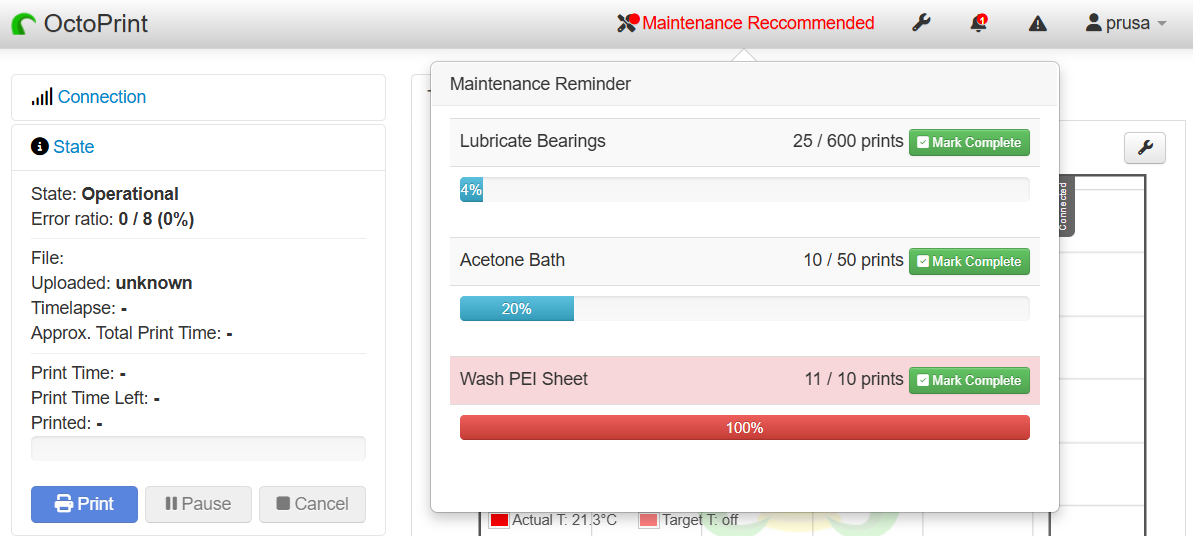 OctoPrint
Maintenance Reccommended
1
prusa
Connection
State
State: Operational
Error ratio: 0 / 8 (0%)
File:
Uploaded: unknown
Timelapse: -
Approx. Total Print Time: -
Print Time: -
Print Time Left: -
Printed: -
Print
Pause
Cancel
Maintenance Reminder
Lubricate Bearings 25 / 600 prints Mark Complete
4%
Acetone Bath 10 / 50 prints Mark Complete
20%
Wash PEI Sheet 11 / 10 prints Mark Complete
100%
Connected
Actual T: 21.3°C Target T: off